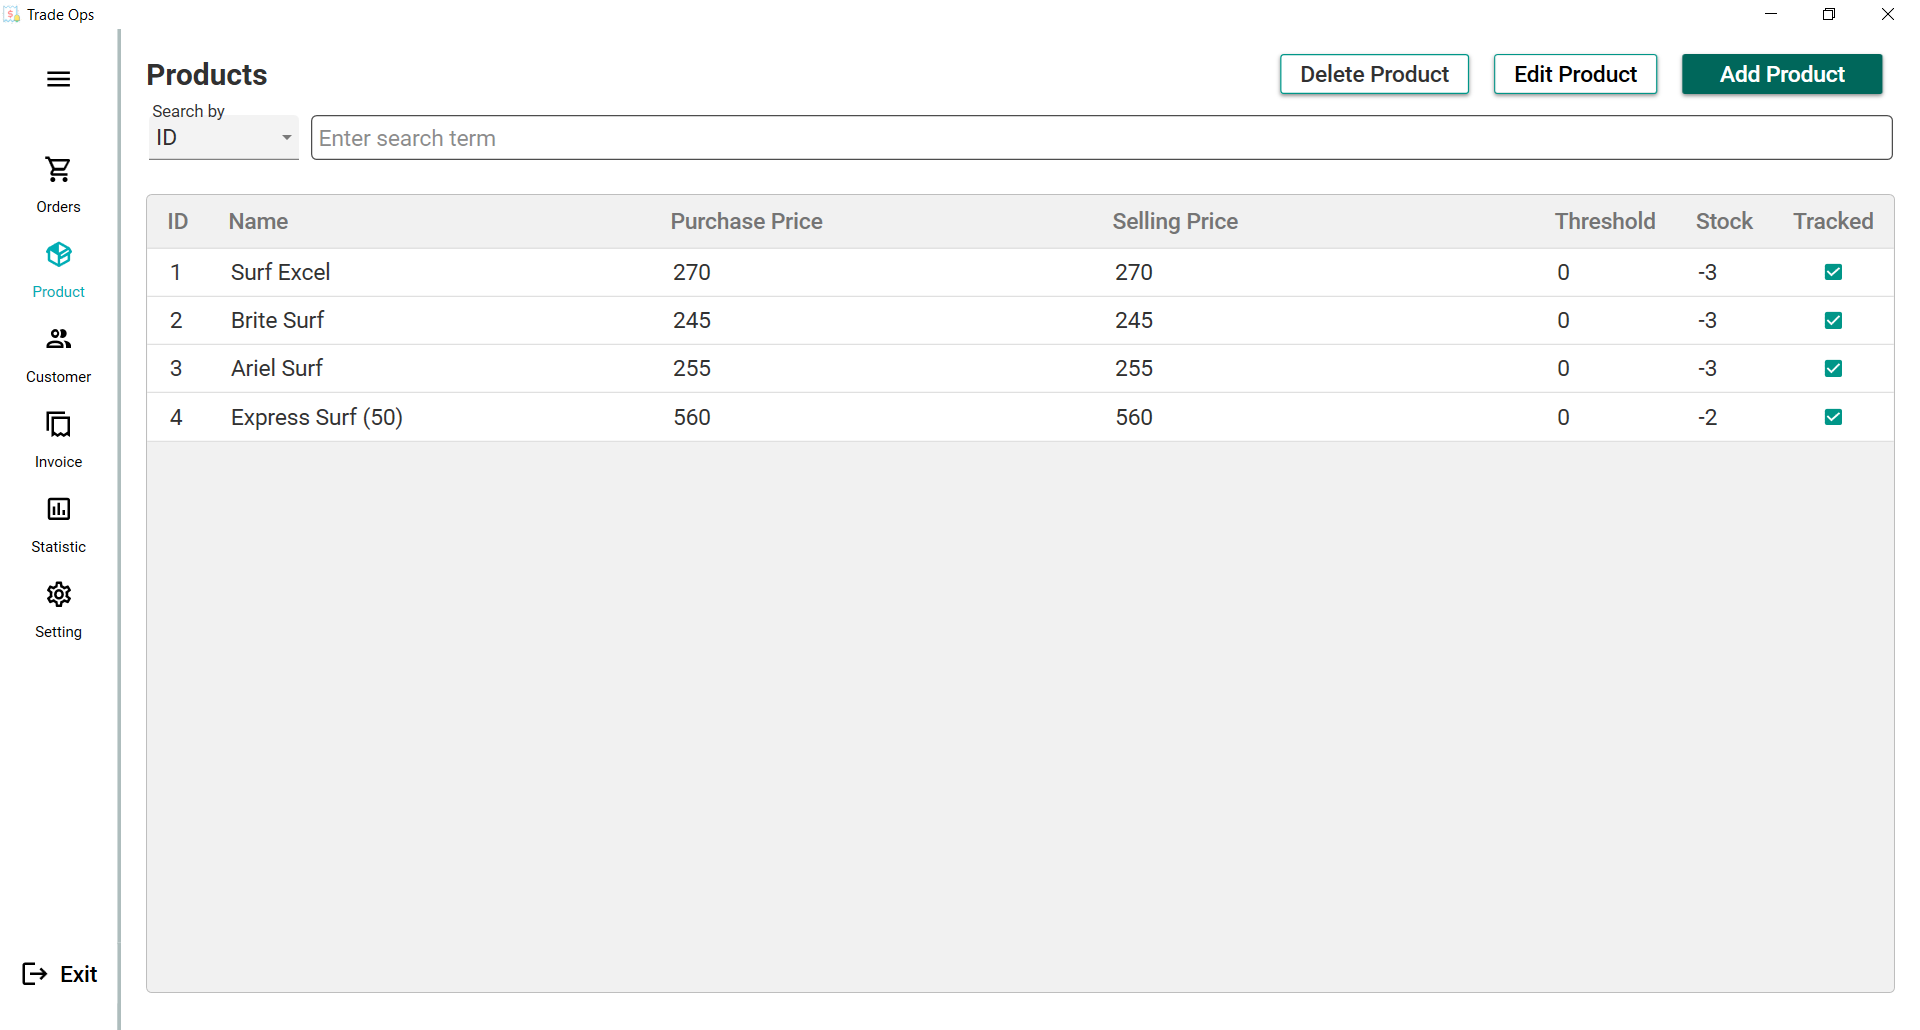 Trade Ops
Products
Delete Product
Edit Product
Add Product
Search by
ID
Enter search term
Orders
Product
Customer
Invoice
Statistic
Setting
Exit
ID Name Purchase Price Selling Price Threshold Stock Tracked
1 Surf Excel 270 270 0 -3
2 Brite Surf 245 245 0 -3
3 Ariel Surf 255 255 0 -3
4 Express Surf (50) 560 560 0 -2